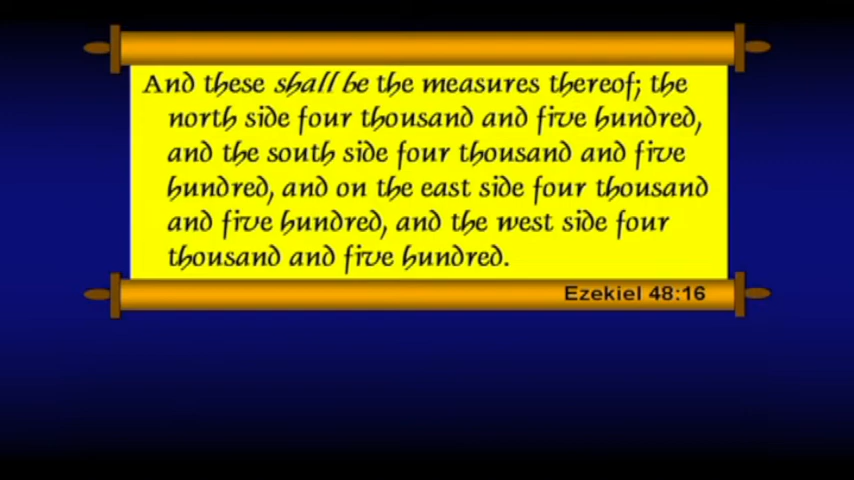 And these shall be the measures thereof; the
north side four thousand and five hundred,
and the south side four thousand and five
hundred, and on the east side four thousand
and five hundred, and the west side four
thousand and five hundred.
Ezekiel 48:16